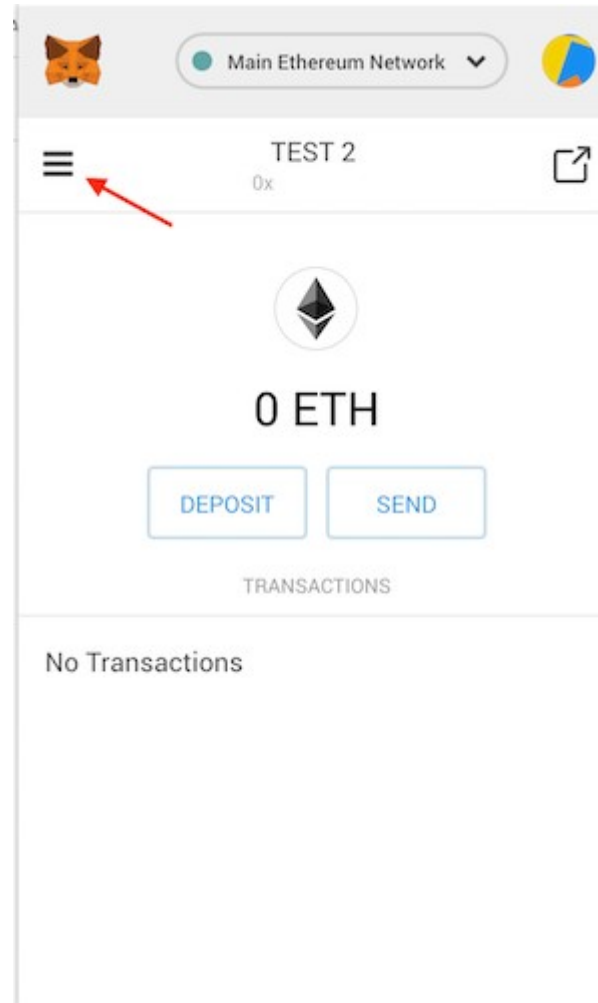 Main Ethereum Network
TEST 2
0x
0 ETH
DEPOSIT SEND
TRANSACTIONS
No Transactions